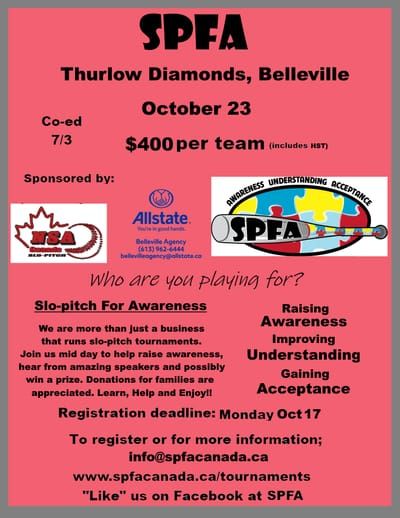 SPFA
Thurlow Diamonds, Belleville
October 23
Co-ed
7/3
$400 per team (includes HST)
Sponsored by:
NSA
Canada
SLO-PITCH
Allstate.
You're in good hands.
Belleville Agency
(613) 962-6444
bellevilleagency@allstate.ca
AWARENESS UNDERSTANDING ACCEPTANCE
SPFA
Who are you playing for?
Slo-pitch For Awareness
We are more than just a business
that runs slo-pitch tournaments.
Join us mid day to help raise awareness,
hear from amazing speakers and possibly
win a prize. Donations for families are
appreciated. Learn, Help and Enjoy!!
Raising
Awareness
Improving
Understanding
Gaining
Acceptance
Registration deadline: Monday Oct 17
To register or for more information;
info@spfacanada.ca
www.spfacanada.ca/tournaments
"Like" us on Facebook at SPFA